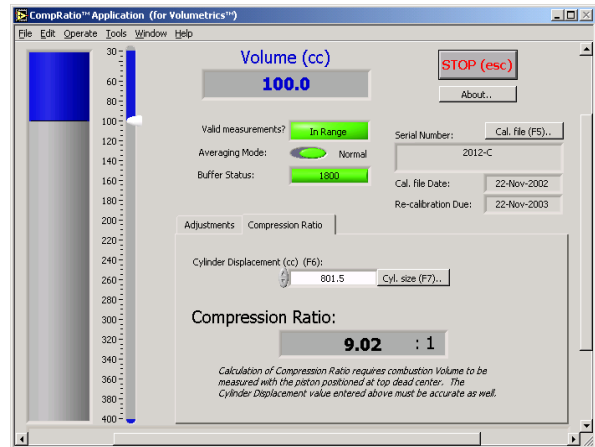 CompRatio™ Application (for Volumetrics™)
File Edit Operate Tools Window Help
30
60
80
100
120
140
160
180
200
220
240
260
280
300
320
340
360
380
400
Volume (cc)
100.0
STOP (esc)
About..
Valid measurements? In Range
Averaging Mode: Normal
Buffer Status: 1800
Serial Number: Cal. file (F5)..
2012-C
Cal. file Date: 22-Nov-2002
Re-calibration Due: 22-Nov-2003
Adjustments Compression Ratio
Cylinder Displacement (cc) (F6):
801.5 Cyl. size (F7)..
Compression Ratio:
9.02 : 1
Calculation of Compression Ratio requires combustion Volume to be
measured with the piston positioned at top dead center. The
Cylinder Displacement value entered above must be accurate as well.